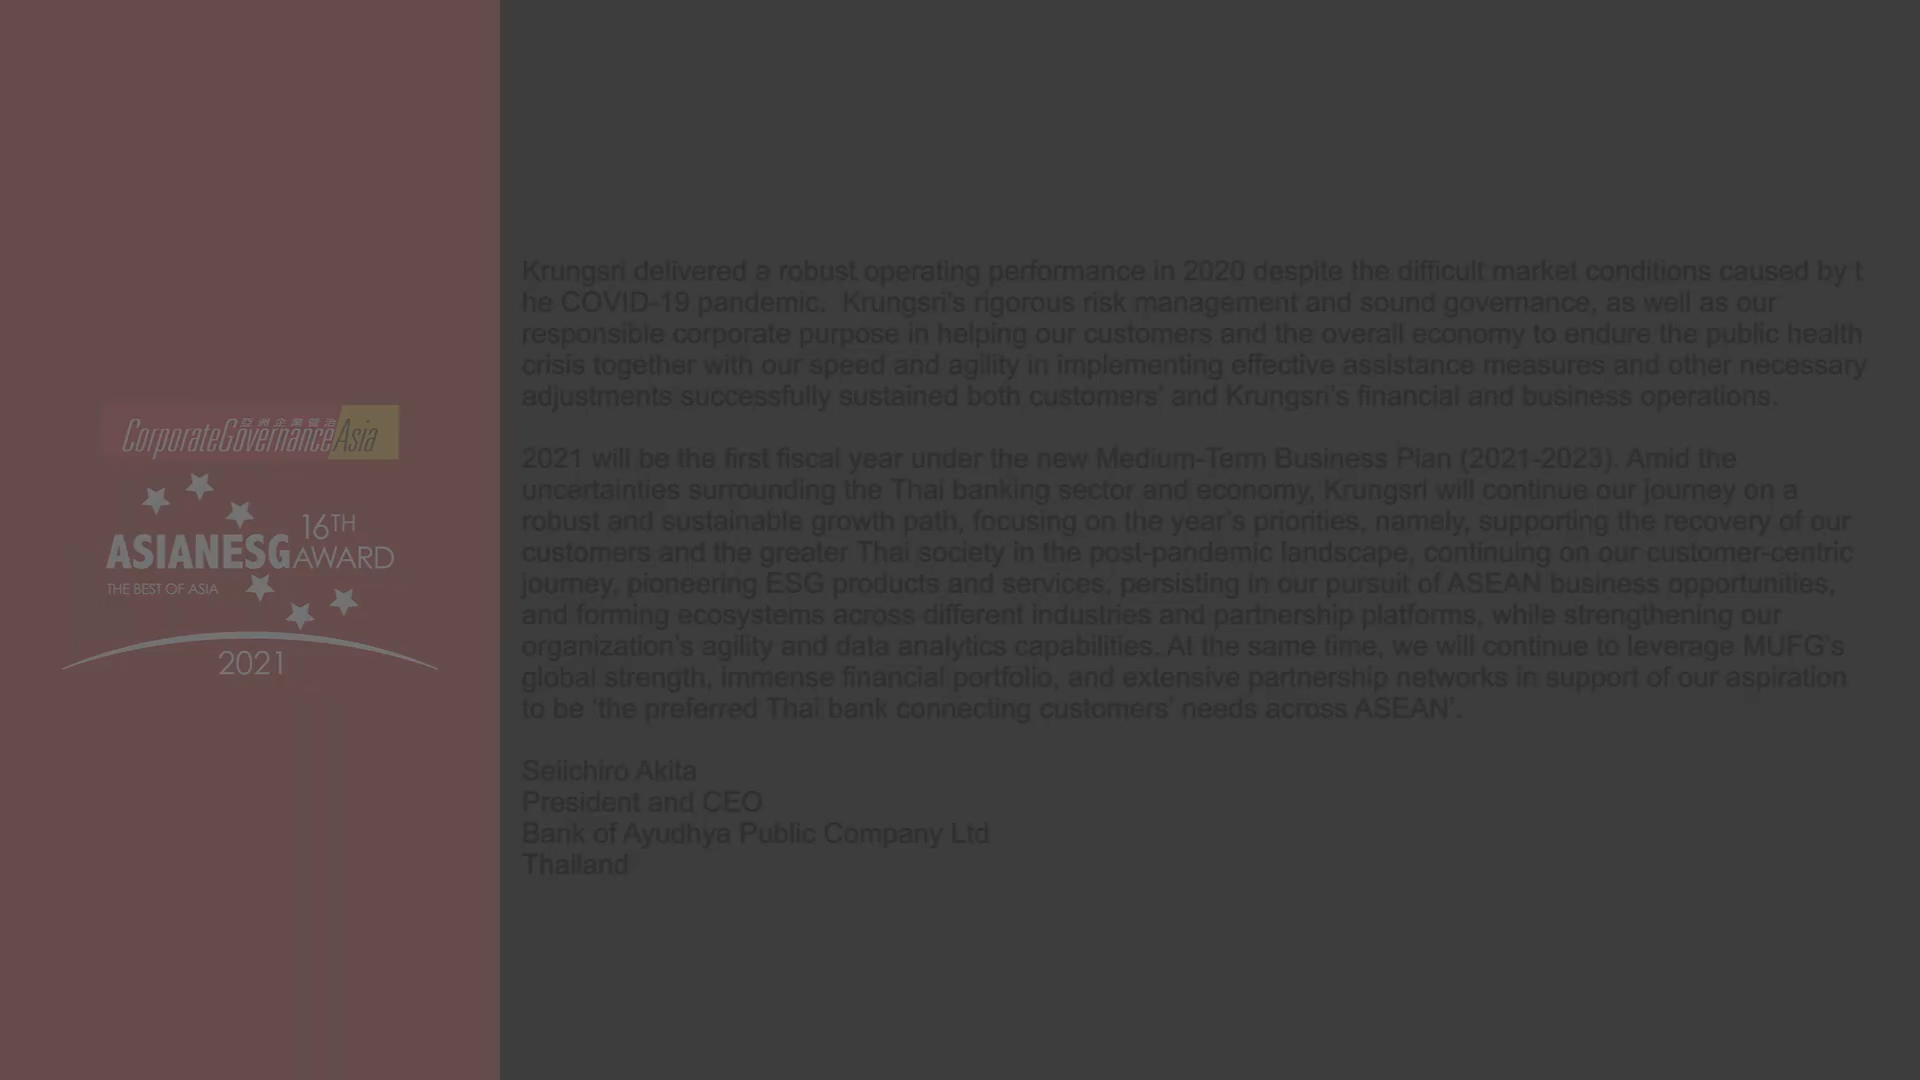 CorporateGovernanceAsia
亞洲企業管治
16TH
ASIANESG AWARD
THE BEST OF ASIA
2021
Krungsri delivered a robust operating performance in 2020 despite the difficult market conditions caused by t
he COVID-19 pandemic.  Krungsri's rigorous risk management and sound governance, as well as our
responsible corporate purpose in helping our customers and the overall economy to endure the public health
crisis together with our speed and agility in implementing effective assistance measures and other necessary
adjustments successfully sustained both customers’ and Krungsri’s financial and business operations.
2021 will be the first fiscal year under the new Medium-Term Business Plan (2021-2023). Amid the
uncertainties surrounding the Thai banking sector and economy, Krungsri will continue our journey on a
robust and sustainable growth path, focusing on the year’s priorities, namely, supporting the recovery of our
customers and the greater Thai society in the post-pandemic landscape, continuing on our customer-centric
journey, pioneering ESG products and services, persisting in our pursuit of ASEAN business opportunities,
and forming ecosystems across different industries and partnership platforms, while strengthening our
organization’s agility and data analytics capabilities. At the same time, we will continue to leverage MUFG’s
global strength, immense financial portfolio, and extensive partnership networks in support of our aspiration
to be ‘the preferred Thai bank connecting customers’ needs across ASEAN’.
Seiichiro Akita
President and CEO
Bank of Ayudhya Public Company Ltd
Thailand